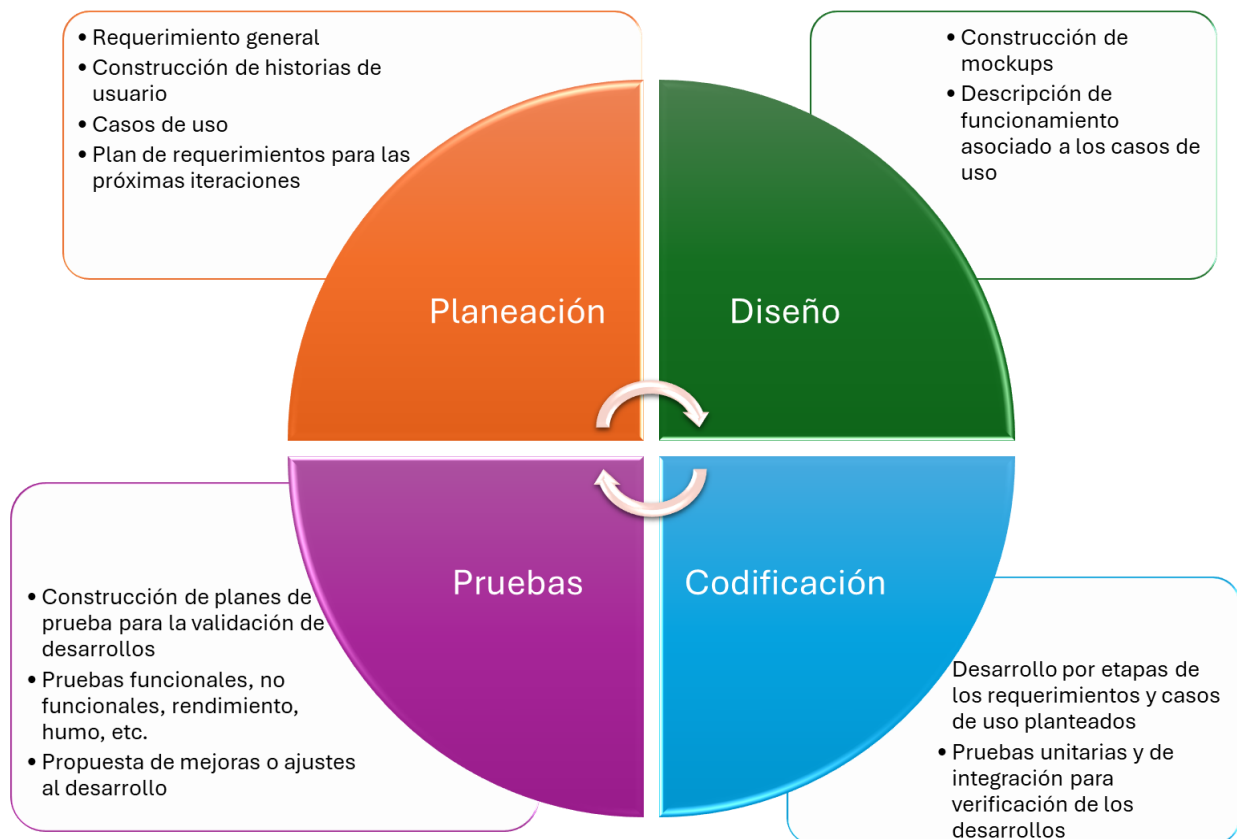 • Requerimiento general
• Construcción de historias de
usuario
• Casos de uso
• Plan de requerimientos para las
próximas iteraciones
• Construcción de
mockups
• Descripción de
funcionamiento
asociado a los casos de
uso
Planeación
Diseño
Pruebas
Codificación
• Construcción de planes de
prueba para la validación de
desarrollos
• Pruebas funcionales, no
funcionales, rendimiento,
humo, etc.
• Propuesta de mejoras o ajustes
al desarrollo
Desarrollo por etapas de
los requerimientos y casos
de uso planteados
• Pruebas unitarias y de
integración para
verificación de los
desarrollos